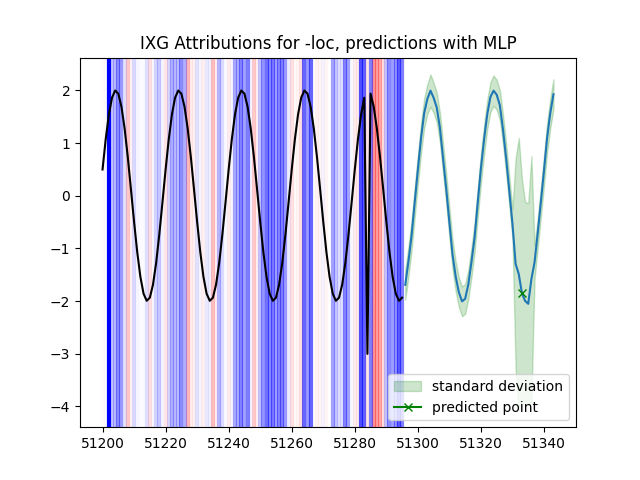 IXG Attributions for -loc, predictions with MLP
2
1
0
−1
−2
−3
−4
standard deviation
predicted point
51200 51220 51240 51260 51280 51300 51320 51340